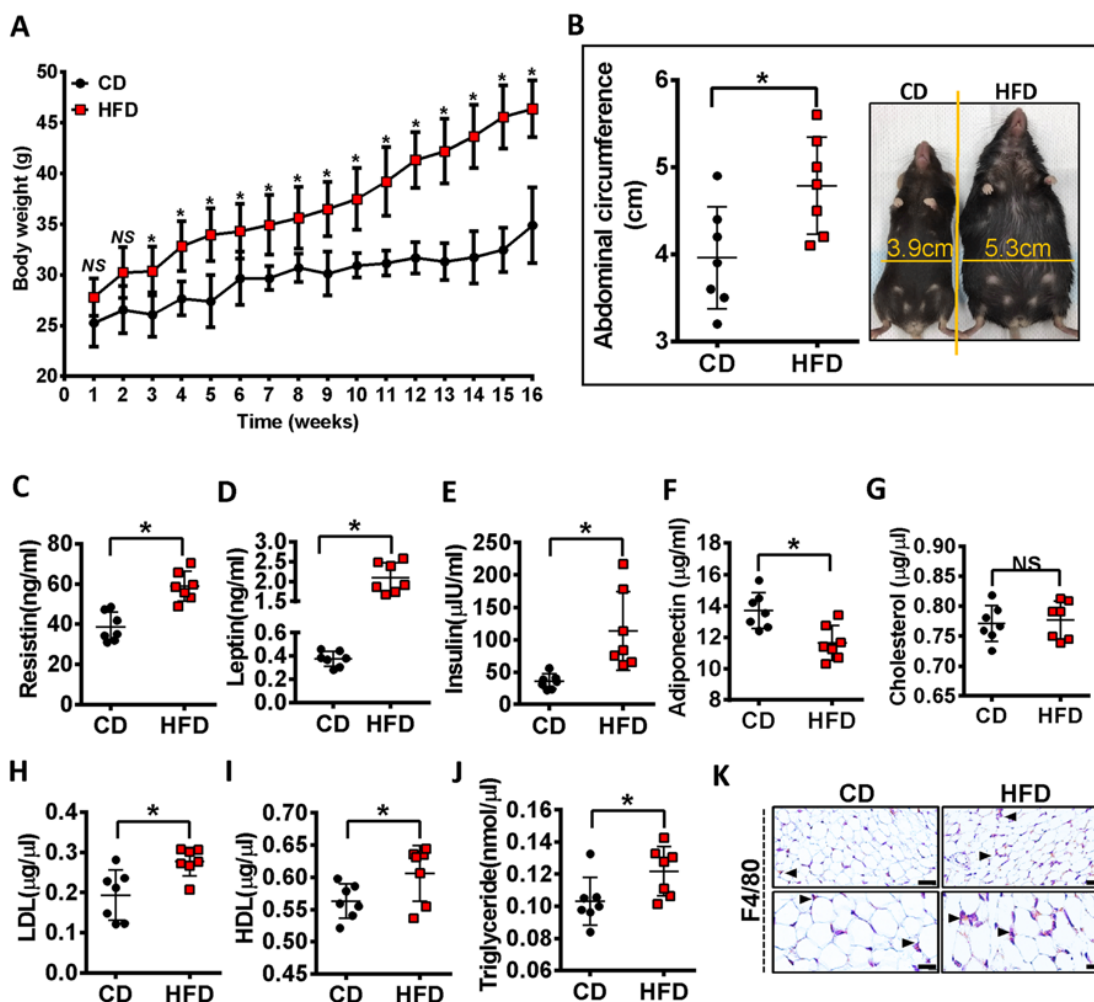 A
CD
HFD
Body weight (g)
50
45
40
35
30
25
20
NS
NS
*
*
*
*
*
*
*
*
*
*
*
*
*
*
0 1 2 3 4 5 6 7 8 9 10 11 12 13 14 15 16
Time (weeks)
B
Abdominal circumference
(cm)
6
5
4
3
*
CD HFD
CD HFD
3.9cm 5.3cm
C
Resistin(ng/ml)
80
60
40
20
0
*
CD HFD
D
Leptin(ng/ml)
3.0
2.5
2.0
1.5
1.0
0.6
0.4
0.2
0.0
*
CD HFD
E
Insulin(µIU/ml)
250
200
150
100
50
0
*
CD HFD
F
Adiponectin (µg/ml)
18
16
14
12
10
8
*
CD HFD
G
Cholesterol (µg/µl)
0.90
0.85
0.80
0.75
0.70
0.65
NS
CD HFD
H
LDL(µg/µl)
0.4
0.3
0.2
0.1
0.0
*
CD HFD
I
HDL(µg/µl)
0.70
0.65
0.60
0.55
0.50
0.45
*
CD HFD
J
Triglyceride(nmol/µl)
0.16
0.14
0.12
0.10
0.08
0.06
*
CD HFD
K
CD HFD
F4/80